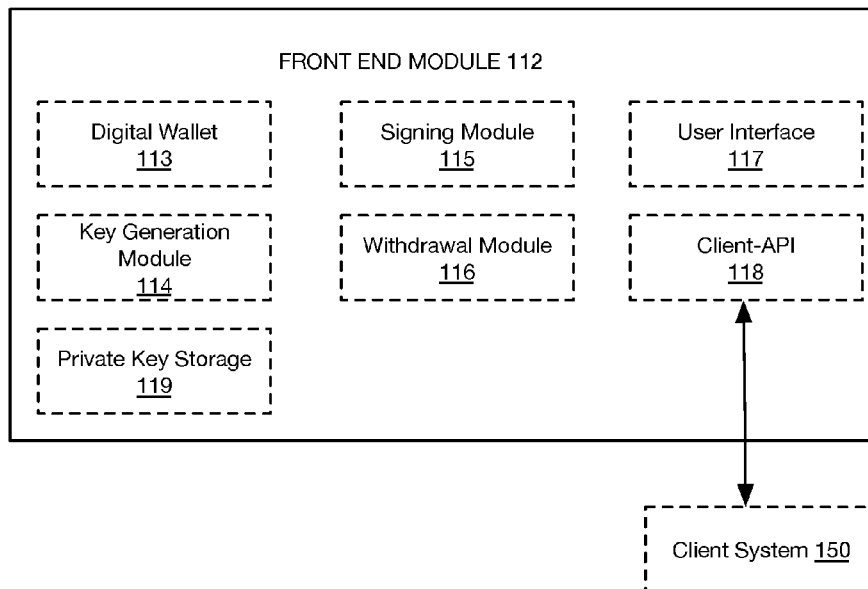 FRONT END MODULE 112
Digital Wallet
113
Signing Module
115
User Interface
117
Key Generation
Module
114
Withdrawal Module
116
Client-API
118
Private Key Storage
119
Client System 150